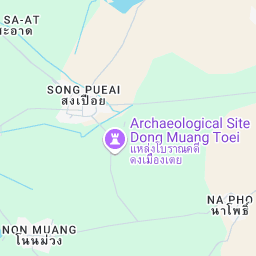 SA-AT
สะอาด
SONG PUEAI
สงเปือย
Archaeological Site
Dong Muang Toei
แหล่งโบราณคดี
ดงเมืองเตย
NA PHO
นาโพธิ์
NON MUANG
โนนม่วง